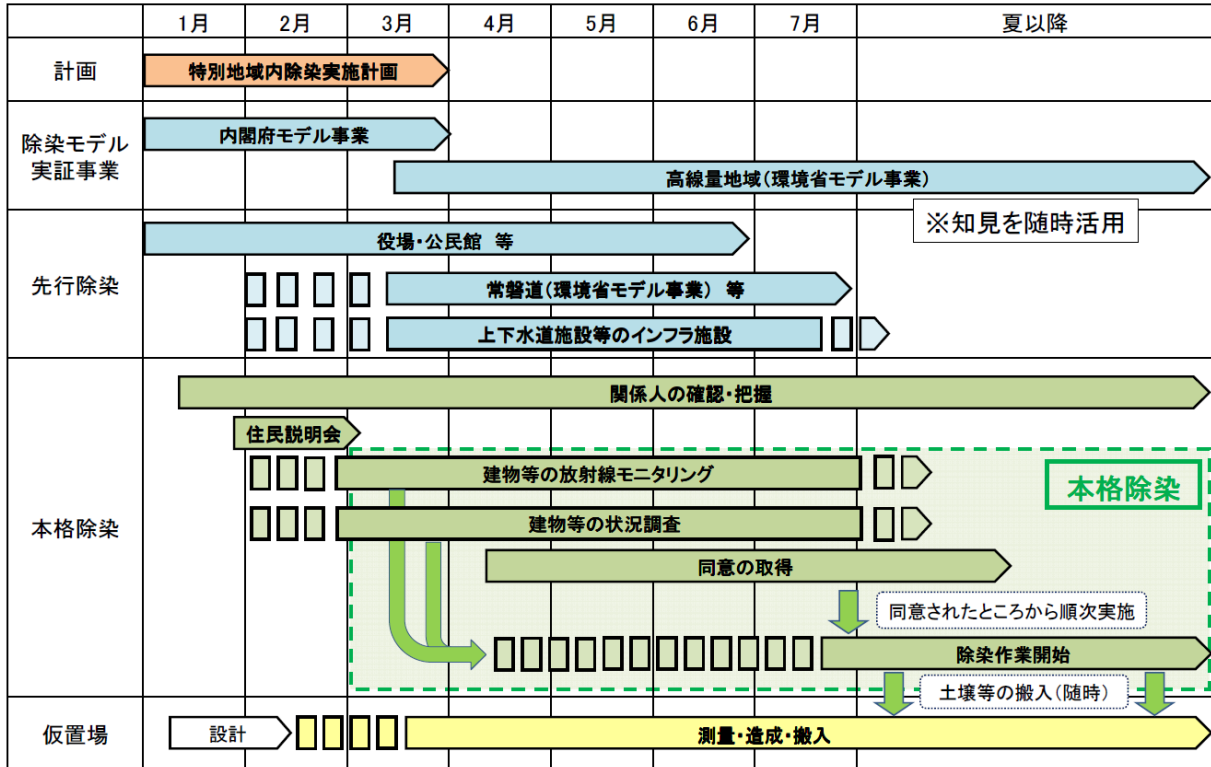 1月 2月 3月 4月 5月 6月 7月 夏以降
計画
特別地域内除染実施計画
除染モデル
実証事業
内閣府モデル事業
高線量地域(環境省モデル事業)
※知見を随時活用
先行除染
役場・公民館 等
常磐道(環境省モデル事業) 等
上下水道施設等のインフラ施設
本格除染
関係人の確認・把握
住民説明会
建物等の放射線モニタリング
本格除染
建物等の状況調査
同意の取得
同意されたところから順次実施
除染作業開始
土壌等の搬入(随時)
仮置場
設計
測量・造成・搬入